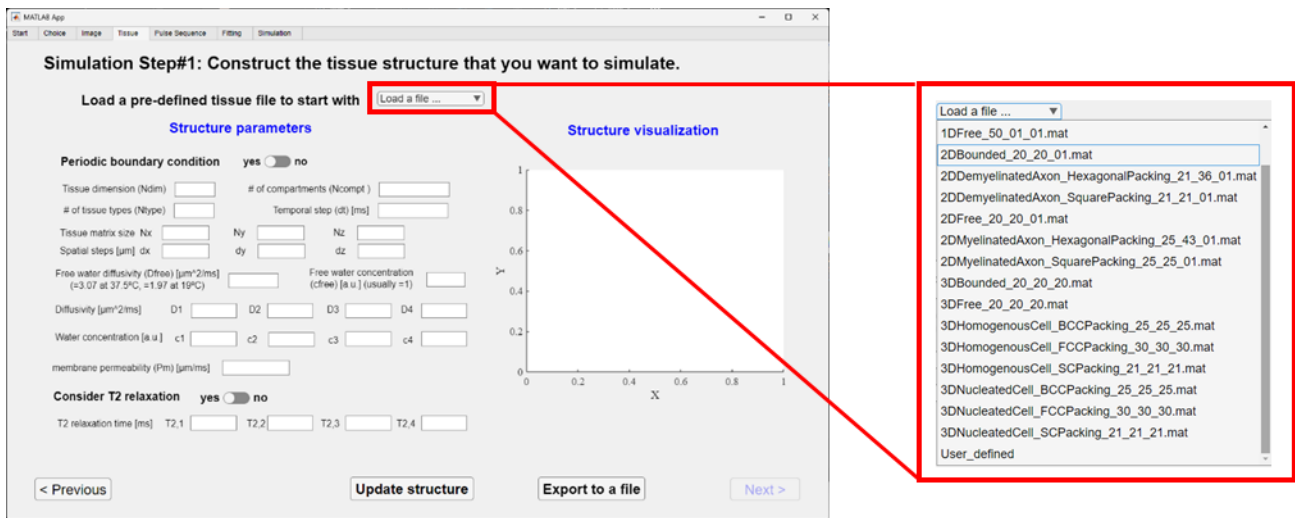 MATLAB App
Start Choice Image Tissue Pulse Sequence Fitting Simulation
Simulation Step#1: Construct the tissue structure that you want to simulate.
Load a pre-defined tissue file to start with Load a file ...
Structure parameters
Periodic boundary condition yes no
Tissue dimension (Ndim) # of compartments (Ncompt )
# of tissue types (Ntype) Temporal step (dt) [ms]
Tissue matrix size Nx Ny Nz
Spatial steps [μm] dx dy dz
Free water diffusivity (Dfree) [μm^2/ms]
(=3.07 at 37.5ºC, =1.97 at 19ºC)
Free water concentration
(cfree) [a.u.] (usually =1)
Diffusivity [μm^2/ms] D1 D2 D3 D4
Water concentration [a.u.] c1 c2 c3 c4
membrane permeability (Pm) [μm/ms]
Consider T2 relaxation yes no
T2 relaxation time [ms] T2,1 T2,2 T2,3 T2,4
Structure visualization
1
0.8
0.6
0.4
0.2
0
Y
0 0.2 0.4 0.6 0.8 1
X
< Previous Update structure Export to a file Next >
Load a file ...
1DFree_50_01_01.mat
2DBounded_20_20_01.mat
2DDemyelinatedAxon_HexagonalPacking_21_36_01.mat
2DDemyelinatedAxon_SquarePacking_21_21_01.mat
2DFree_20_20_01.mat
2DMyelinatedAxon_HexagonalPacking_25_43_01.mat
2DMyelinatedAxon_SquarePacking_25_25_01.mat
3DBounded_20_20_20.mat
3DFree_20_20_20.mat
3DHomogenousCell_BCCPacking_25_25_25.mat
3DHomogenousCell_FCCPacking_30_30_30.mat
3DHomogenousCell_SCPacking_21_21_21.mat
3DNucleatedCell_BCCPacking_25_25_25.mat
3DNucleatedCell_FCCPacking_30_30_30.mat
3DNucleatedCell_SCPacking_21_21_21.mat
User_defined